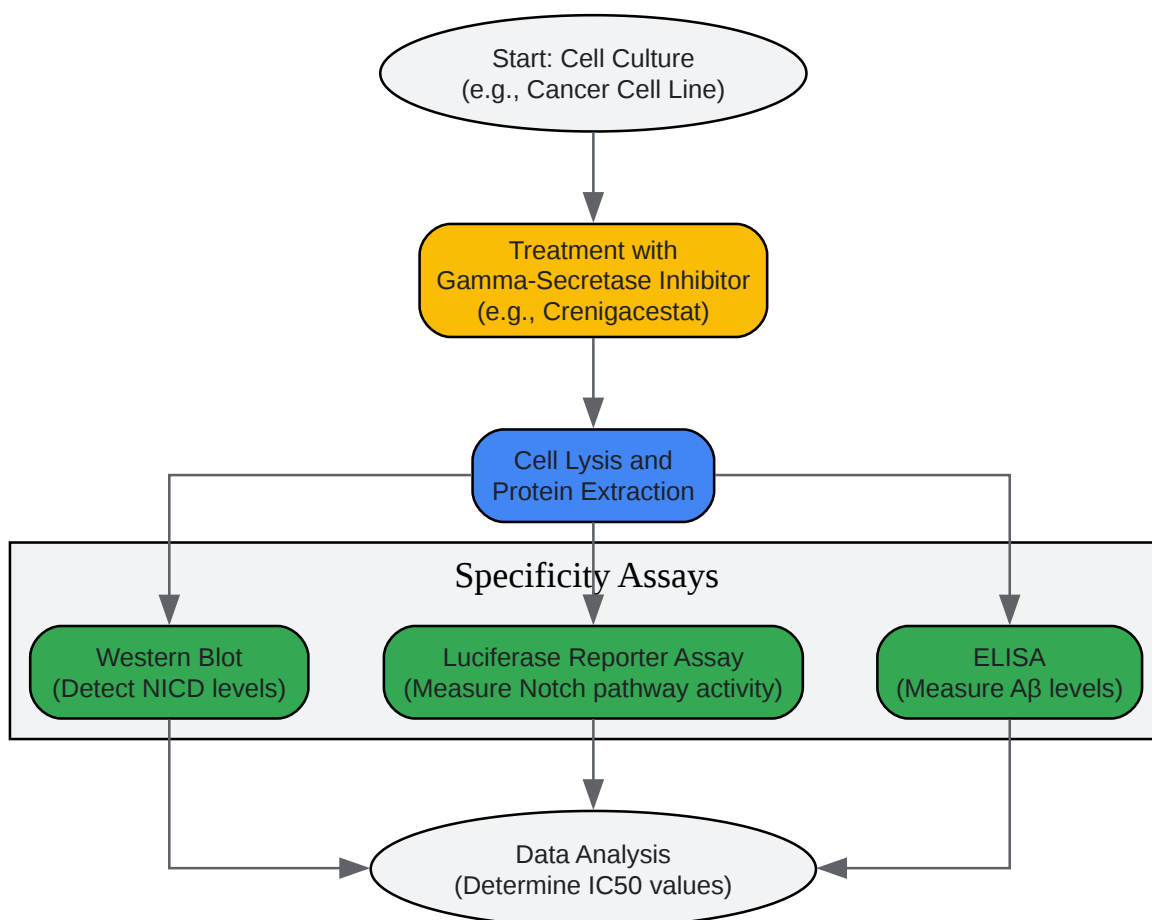 Start: Cell Culture
(e.g., Cancer Cell Line)
Treatment with
Gamma-Secretase Inhibitor
(e.g., Crenigacestat)
Cell Lysis and
Protein Extraction
Specificity Assays
Western Blot
(Detect NICD levels)
Luciferase Reporter Assay
(Measure Notch pathway activity)
ELISA
(Measure Aβ levels)
Data Analysis
(Determine IC50 values)